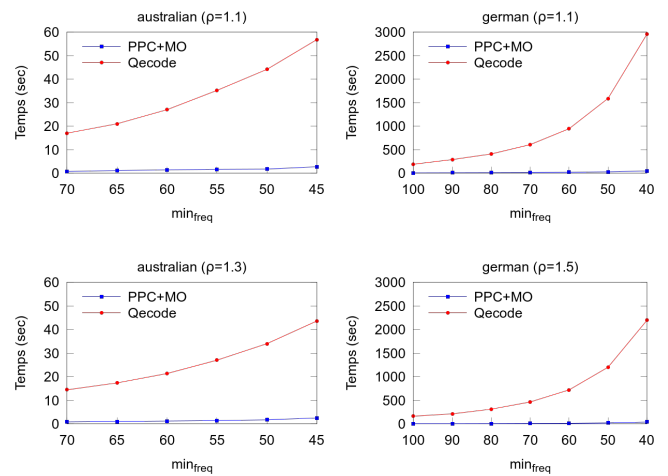 australian (ρ=1.1)
Temps (sec)
60
50
40
30
20
10
0
PPC+MO
Qecode
70 65 60 55 50 45
min_freq
german (ρ=1.1)
Temps (sec)
3000
2500
2000
1500
1000
500
0
PPC+MO
Qecode
100 90 80 70 60 50 40
min_freq
australian (ρ=1.3)
Temps (sec)
60
50
40
30
20
10
0
PPC+MO
Qecode
70 65 60 55 50 45
min_freq
german (ρ=1.5)
Temps (sec)
3000
2500
2000
1500
1000
500
0
PPC+MO
Qecode
100 90 80 70 60 50 40
min_freq